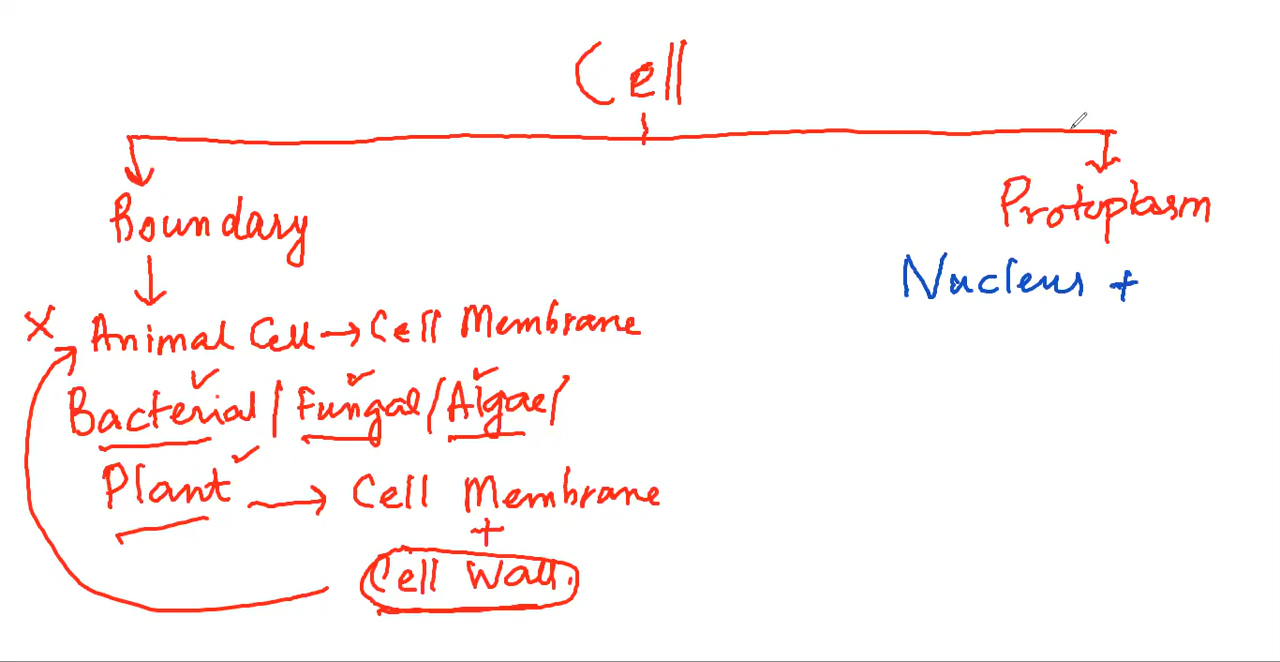 Cell
Boundary
Protoplasm
Nucleus +
X Animal Cell → Cell Membrane
Bacterial / Fungal / Algae /
Plant → Cell Membrane
+
Cell Wall.